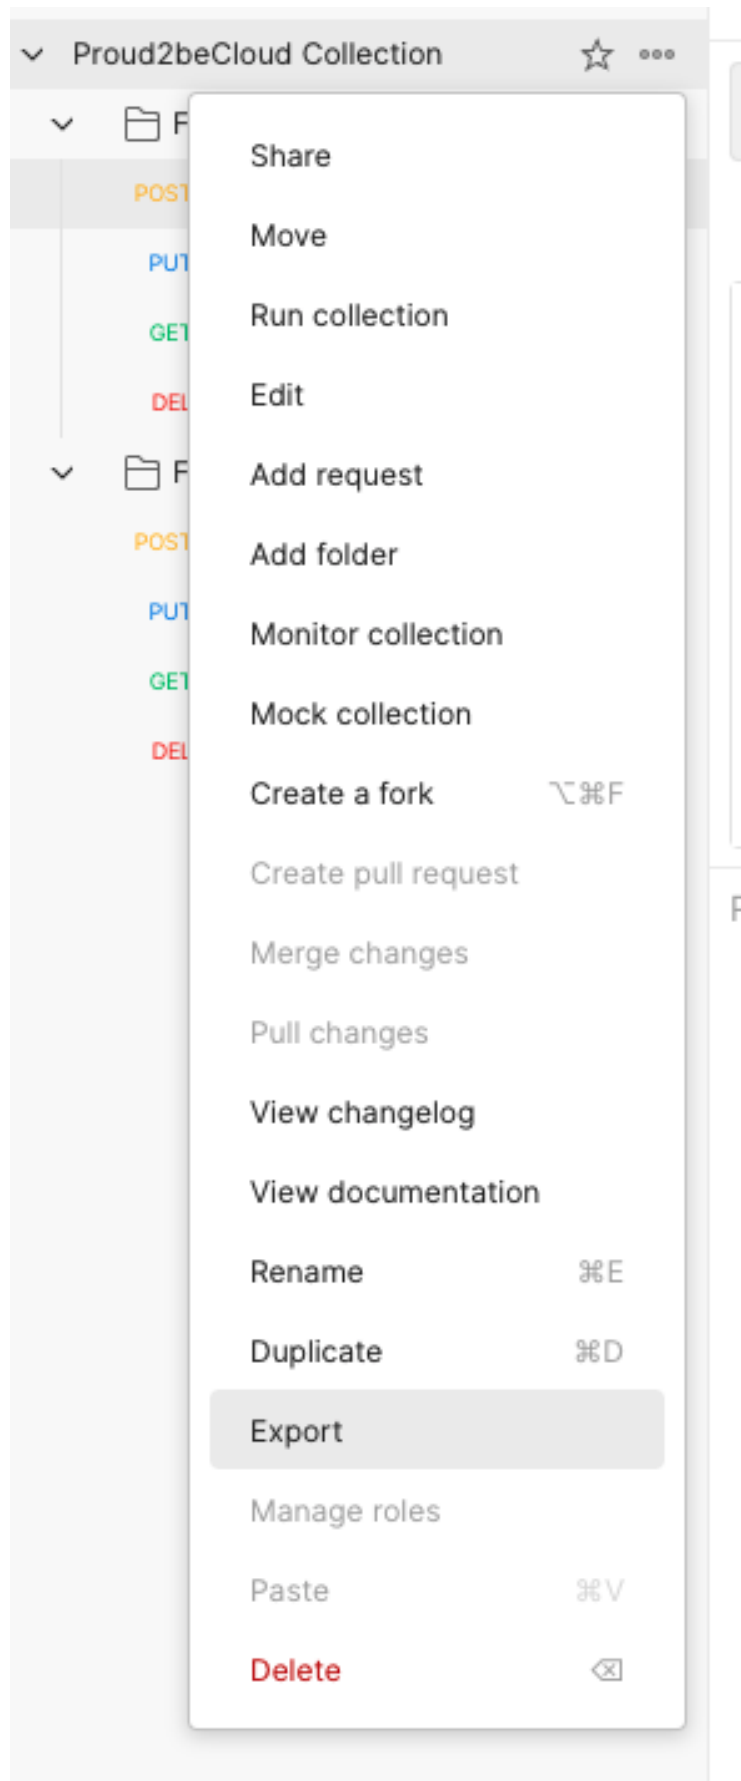 Proud2beCloud Collection
F
Share
POST
Move
PUT
Run collection
GET
Edit
DEL
Add request
F
Add folder
POST
Monitor collection
PUT
Mock collection
GET
Create a fork ⌥⌘F
DEL
Create pull request
Merge changes
Pull changes
View changelog
View documentation
Rename ⌘E
Duplicate ⌘D
Export
Manage roles
Paste ⌘V
Delete ⌫